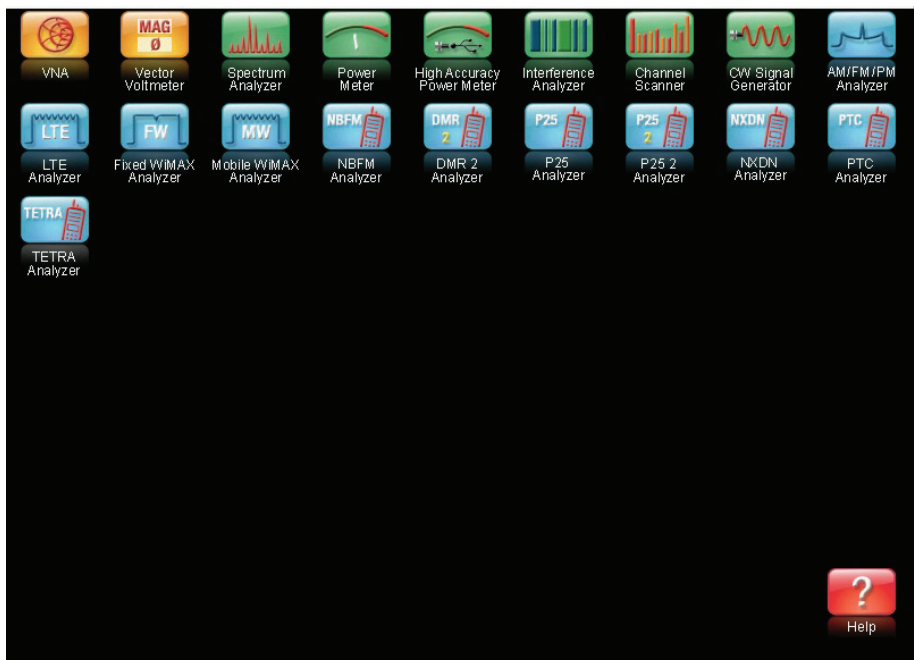 MAG
Ø
VNA
Vector
Voltmeter
Spectrum
Analyzer
Power
Meter
High Accuracy
Power Meter
Interference
Analyzer
Channel
Scanner
CW Signal
Generator
AM/FM/PM
Analyzer
LTE
FW
MW
NBFM
DMR
2
P25
P25
2
NXDN
PTC
LTE
Analyzer
Fixed WiMAX
Analyzer
Mobile WiMAX
Analyzer
NBFM
Analyzer
DMR 2
Analyzer
P25
Analyzer
P25 2
Analyzer
NXDN
Analyzer
PTC
Analyzer
TETRA
TETRA
Analyzer
?
Help